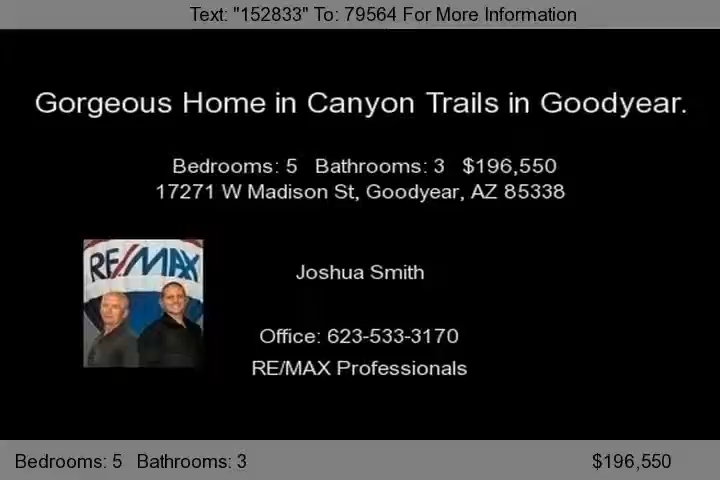 Text: "152833" To: 79564 For More Information
Gorgeous Home in Canyon Trails in Goodyear.
Bedrooms: 5 Bathrooms: 3 $196,550
17271 W Madison St, Goodyear, AZ 85338
RE/MAX
Joshua Smith
Office: 623-533-3170
RE/MAX Professionals
Bedrooms: 5 Bathrooms: 3 $196,550